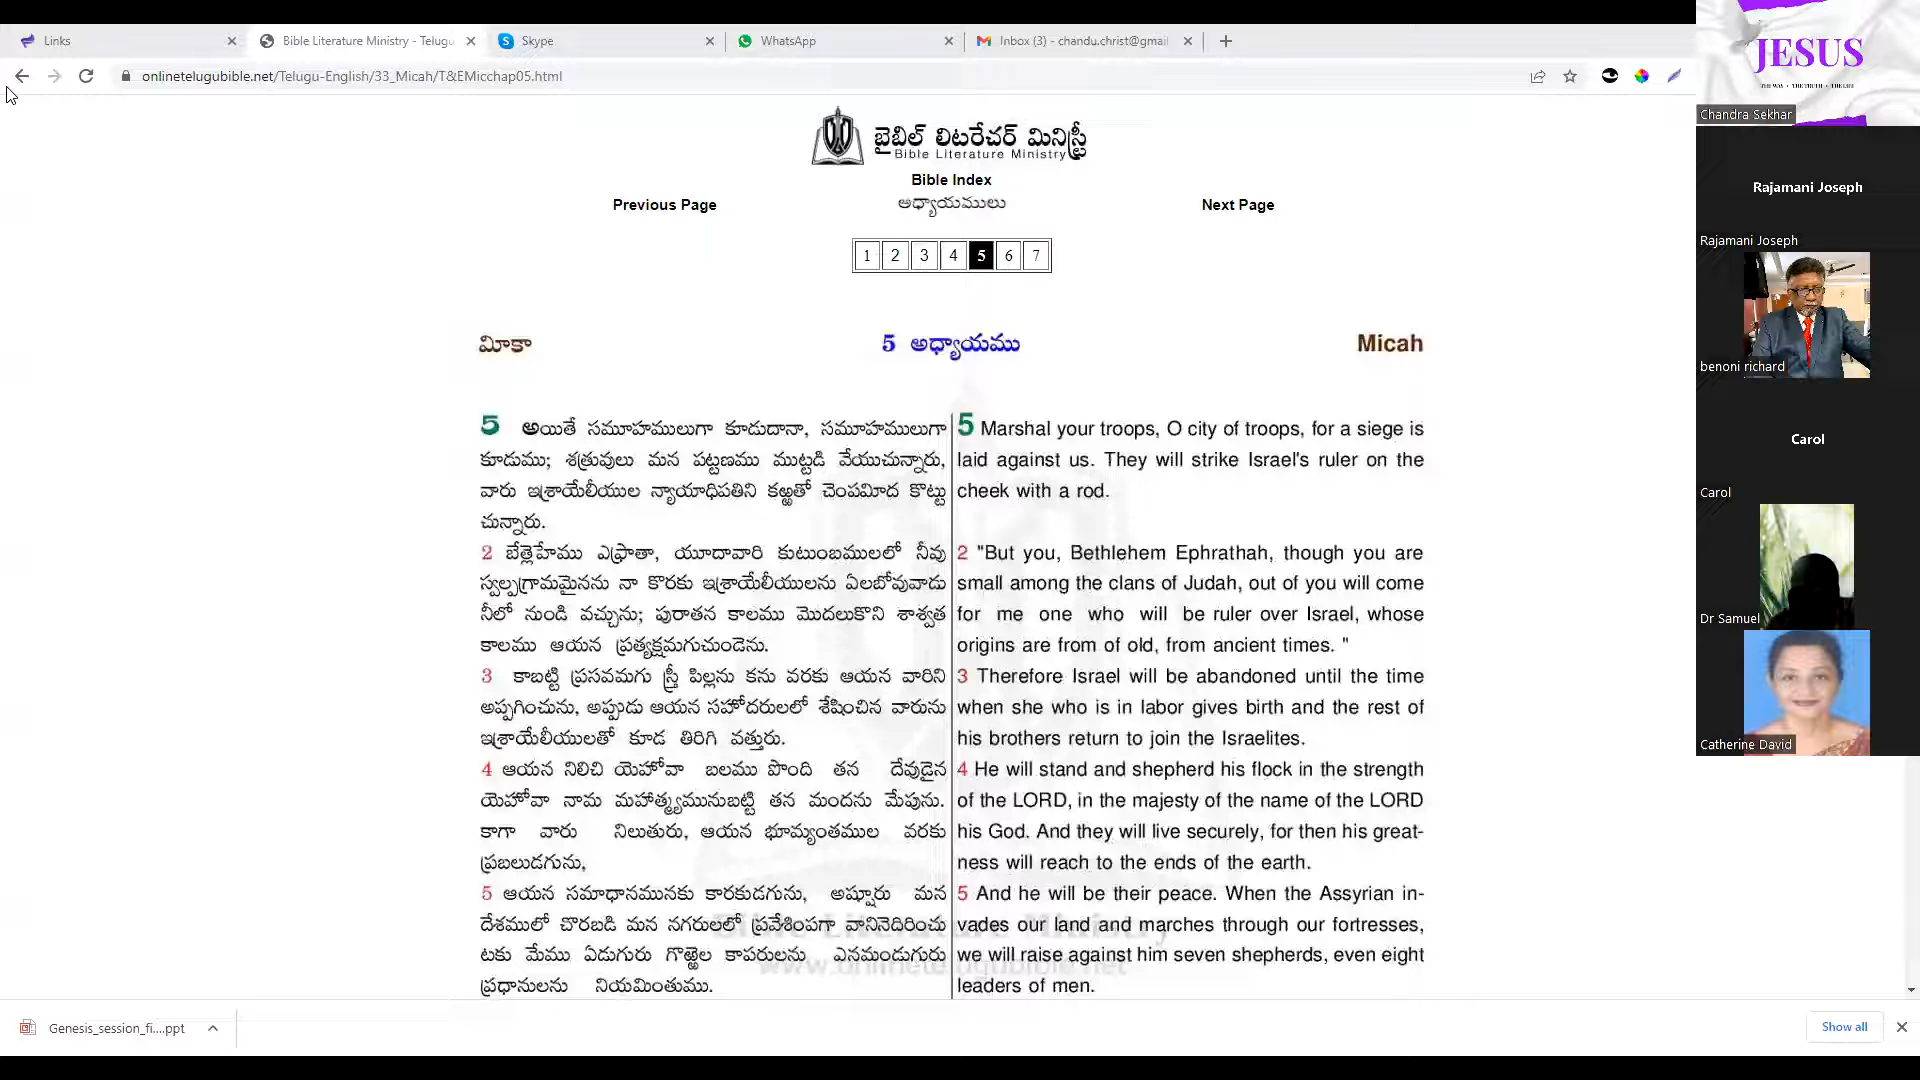 Links
Bible Literature Ministry - Telugu
Skype
WhatsApp
Inbox (3) - chandu.christ@gmail
onlinetelugubible.net/Telugu-English/33_Micah/T&EMicchap05.html
బైబిల్ లిటరేచర్ మినిస్ట్రీ
Bible Literature Ministry
Bible Index
Previous Page
అధ్యాయములు
Next Page
1 2 3 4 5 6 7
మీకా
5 అధ్యాయము
Micah
5 అయితే సమూహములుగా కూడుదానా, సమూహములుగా
కూడుము; శత్రువులు మన పట్టణము ముట్టడి వేయుచున్నారు,
వారు ఇశ్రాయేలీయుల న్యాయాధిపతిని కఱ్ఱతో చెంపమీద కొట్టు
చున్నారు.
2 బేత్లెహేము ఎఫ్రాతా, యూదావారి కుటుంబములలో నీవు
స్వల్పగ్రామమైనను నా కొరకు ఇశ్రాయేలీయులను ఏలబోవువాడు
నీలో నుండి వచ్చును; పురాతన కాలము మొదలుకొని శాశ్వత
కాలము ఆయన ప్రత్యక్షమగుచుండెను.
3 కాబట్టి ప్రసవమగు స్త్రీ పిల్లను కను వరకు ఆయన వారిని
అప్పగించును, అప్పుడు ఆయన సహోదరులలో శేషించిన వారును
ఇశ్రాయేలీయులతో కూడ తిరిగి వత్తురు.
4 ఆయన నిలిచి యెహోవా బలము పొంది తన దేవుడైన
యెహోవా నామ మహాత్మ్యమునుబట్టి తన మందను మేపును.
కాగా వారు నిలుతురు, ఆయన భూమ్యంతముల వరకు
ప్రబలుడగును,
5 ఆయన సమాధానమునకు కారకుడగును, అష్షూరు మన
దేశములో చొరబడి మన నగరులలో ప్రవేశింపగా వానినెదిరించు
టకు మేము ఏడుగురు గొఱ్ఱెల కాపరులను ఎనమండుగురు
ప్రధానులను నియమింతుము.
5 Marshal your troops, O city of troops, for a siege is
laid against us. They will strike Israel's ruler on the
cheek with a rod.
2 "But you, Bethlehem Ephrathah, though you are
small among the clans of Judah, out of you will come
for me one who will be ruler over Israel, whose
origins are from of old, from ancient times. "
3 Therefore Israel will be abandoned until the time
when she who is in labor gives birth and the rest of
his brothers return to join the Israelites.
4 He will stand and shepherd his flock in the strength
of the LORD, in the majesty of the name of the LORD
his God. And they will live securely, for then his great-
ness will reach to the ends of the earth.
5 And he will be their peace. When the Assyrian in-
vades our land and marches through our fortresses,
we will raise against him seven shepherds, even eight
leaders of men.
Bible Literature Ministry
www.onlinetelugubible.net
Genesis_session_fi....ppt
Show all
JESUS
THE WAY • THE TRUTH • THE LIFE
Chandra Sekhar
Rajamani Joseph
Rajamani Joseph
benoni richard
Carol
Carol
Dr Samuel
Catherine David